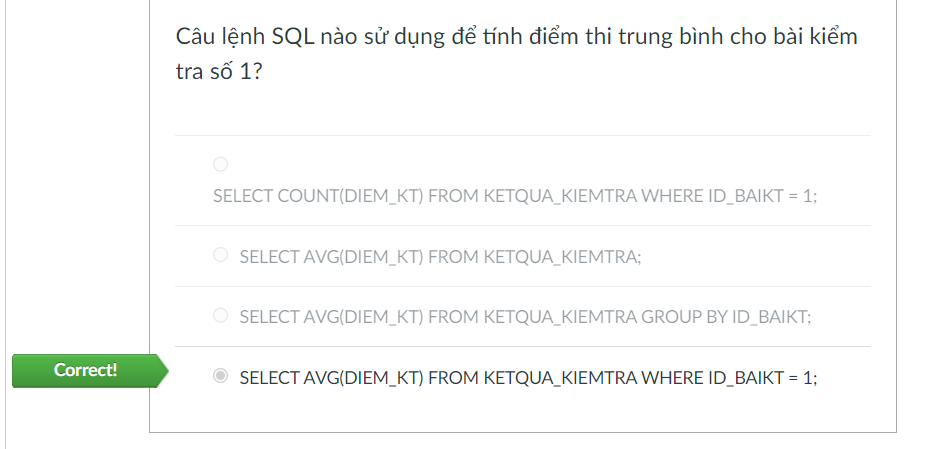 Câu lệnh SQL nào sử dụng để tính điểm thi trung bình cho bài kiểm
tra số 1?
SELECT COUNT(DIEM_KT) FROM KETQUA_KIEMTRA WHERE ID_BAIKT = 1;
SELECT AVG(DIEM_KT) FROM KETQUA_KIEMTRA;
SELECT AVG(DIEM_KT) FROM KETQUA_KIEMTRA GROUP BY ID_BAIKT;
Correct!
SELECT AVG(DIEM_KT) FROM KETQUA_KIEMTRA WHERE ID_BAIKT = 1;